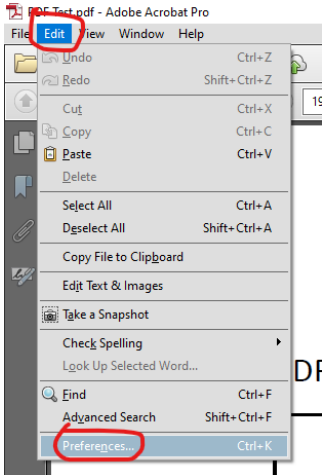 PDF Test.pdf - Adobe Acrobat Pro
File Edit View Window Help
Undo Ctrl+Z
Redo Shift+Ctrl+Z
Cut Ctrl+X
Copy Ctrl+C
Paste Ctrl+V
Delete
Select All Ctrl+A
Deselect All Shift+Ctrl+A
Copy File to Clipboard
Edit Text & Images
Take a Snapshot
Check Spelling
Look Up Selected Word...
Find Ctrl+F
Advanced Search Shift+Ctrl+F
Preferences... Ctrl+K